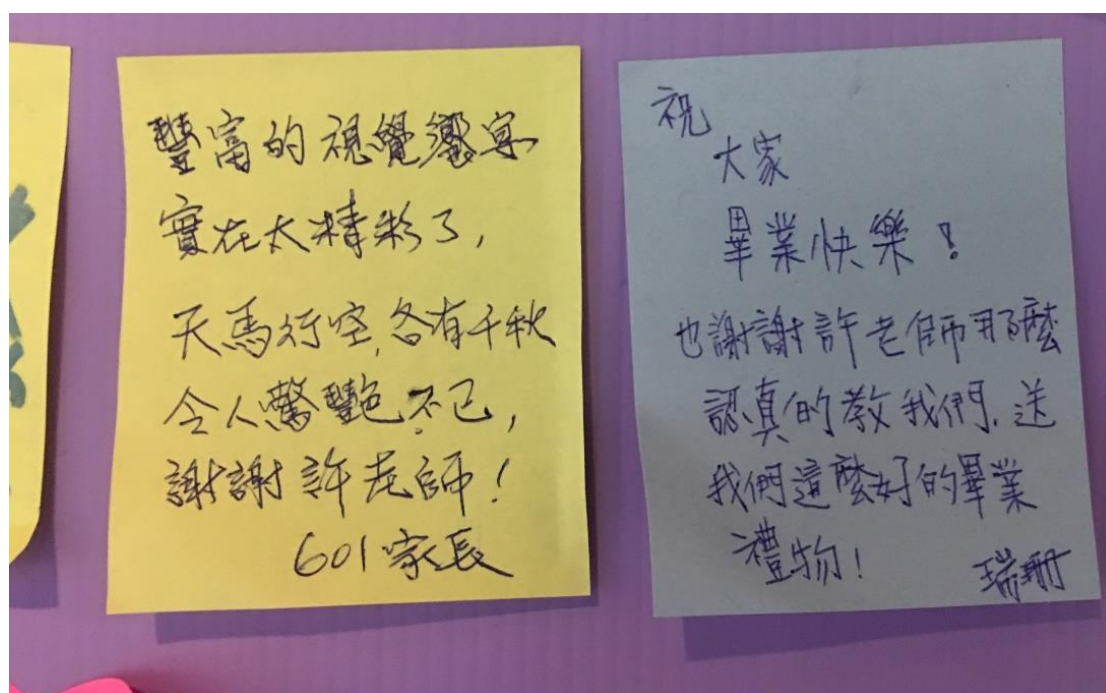 豐富的視覺饗宴
實在太精彩了,
天馬行空,各有千秋
令人驚艷不已,
謝謝許老師!
601家長
祝
大家
畢業快樂!
也謝謝許老師那麼
認真的教我們,送
我們這麼好的畢業
禮物!
瑞珊